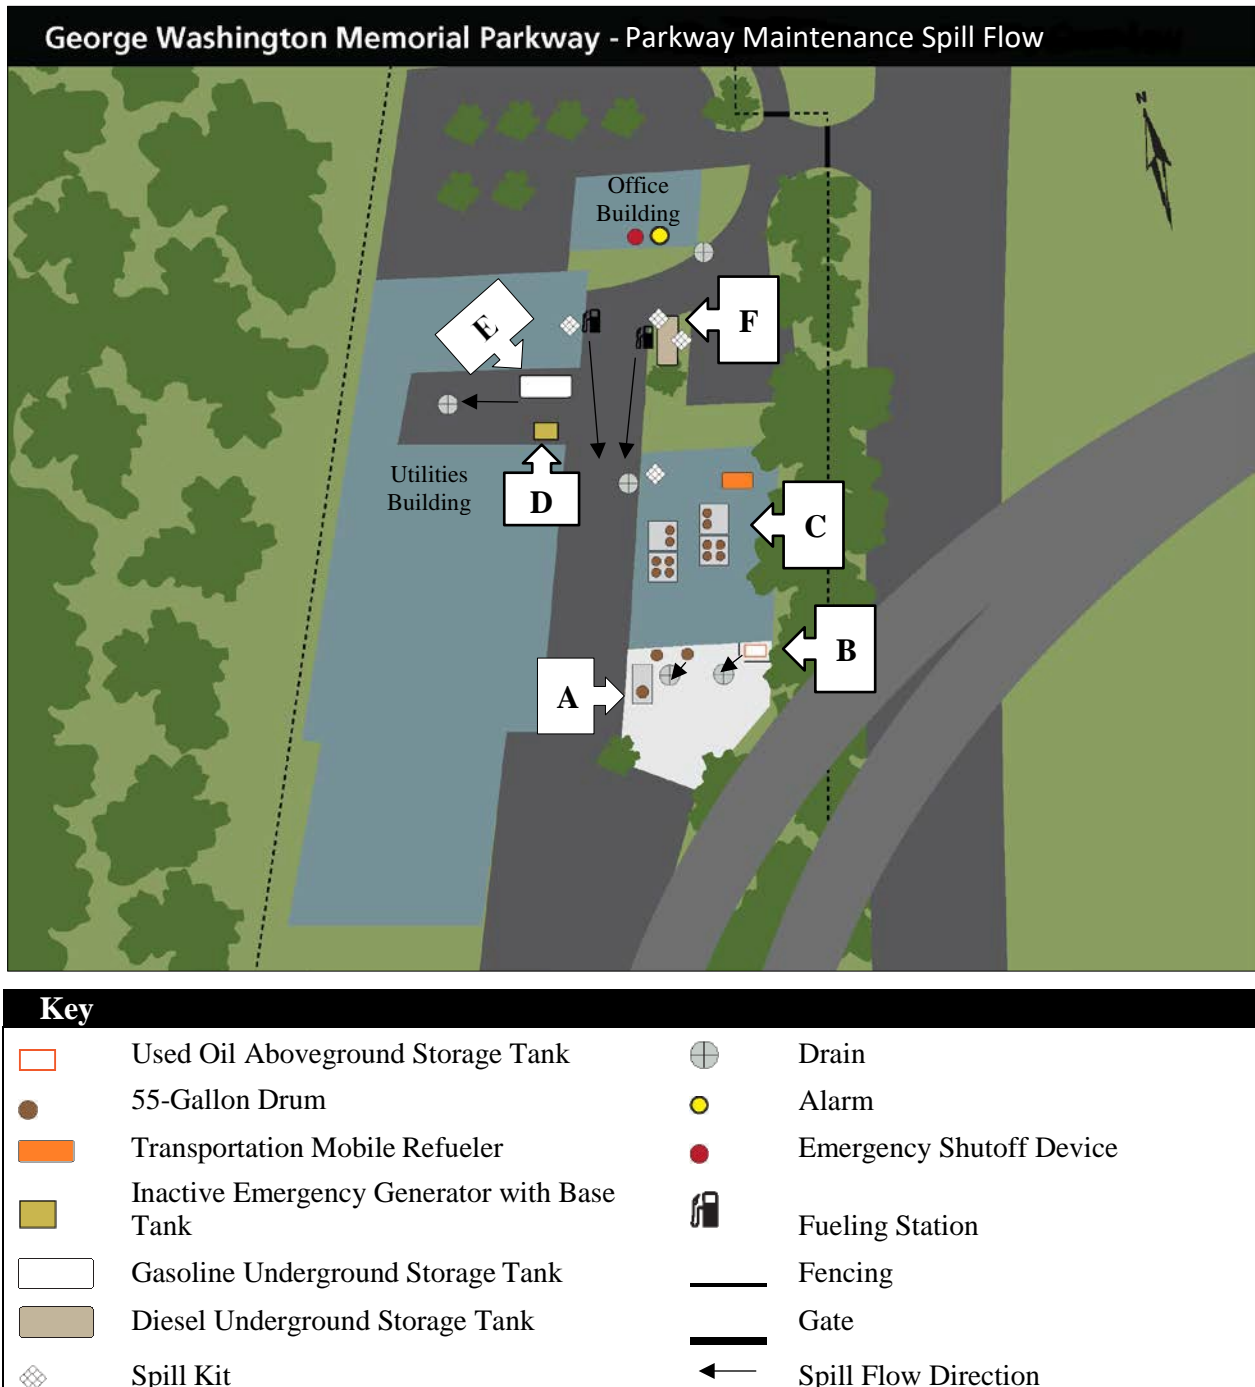 George Washington Memorial Parkway - Parkway Maintenance Spill Flow
N
Office
Building
E
F
Utilities
Building
D
C
B
A
Key
Used Oil Aboveground Storage Tank
55-Gallon Drum
Transportation Mobile Refueler
Inactive Emergency Generator with Base
Tank
Gasoline Underground Storage Tank
Diesel Underground Storage Tank
Spill Kit
Drain
Alarm
Emergency Shutoff Device
Fueling Station
Fencing
Gate
Spill Flow Direction